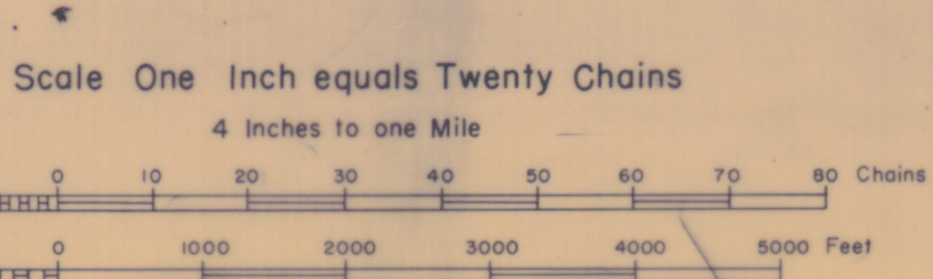 Scale One Inch equals Twenty Chains
4 Inches to one Mile
0 10 20 30 40 50 60 70 80 Chains
0 1000 2000 3000 4000 5000 Feet